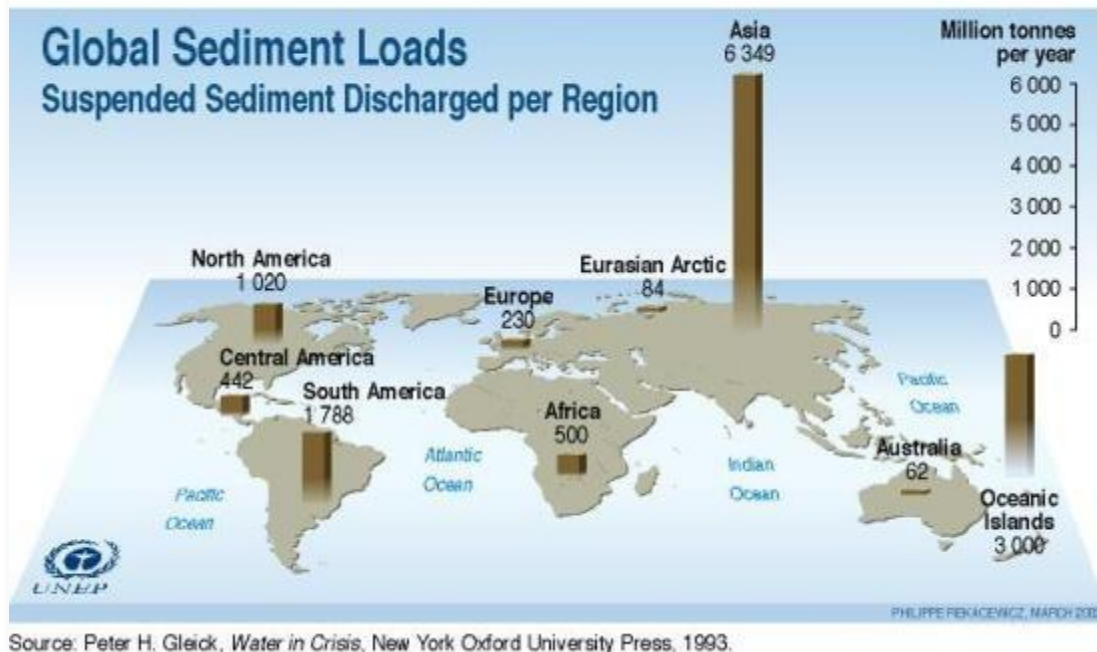 Global Sediment Loads
Suspended Sediment Discharged per Region
Asia
6 349
Million tonnes
per year
6 000
5 000
4 000
3 000
2 000
1 000
0
North America
1 020
Eurasian Arctic
84
Europe
230
Central America
442
South America
1 788
Africa
500
Pacific
Ocean
Atlantic
Ocean
Indian
Ocean
Australia
62
Pacific
Ocean
Oceanic
Islands
3 000
UNEP
PHILIPPE REKACEWICZ, MARCH
Source: Peter H. Gleick, Water in Crisis, New York Oxford University Press, 1993.